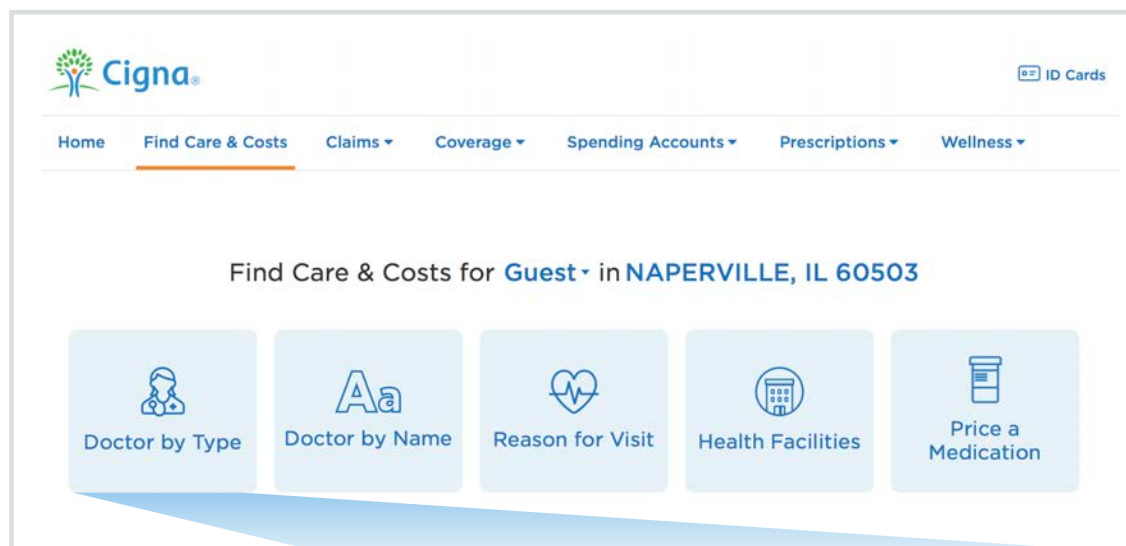 Cigna®
ID Cards
Home Find Care & Costs Claims Coverage Spending Accounts Prescriptions Wellness
Find Care & Costs for Guest in NAPERVILLE, IL 60503
Aa
Doctor by Type Doctor by Name Reason for Visit Health Facilities Price a
Medication